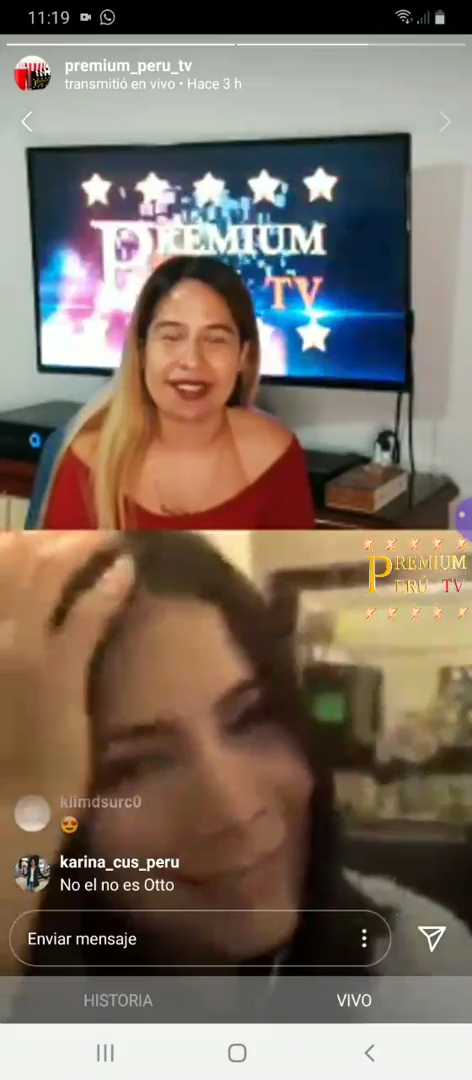 11:19
premium_peru_tv
transmitió en vivo • Hace 3 h
PREMIUM
TV
PREMIUM
PERÚ TV
klimdsurc0
😍
karina_cus_peru
No el no es Otto
Enviar mensaje
HISTORIA
VIVO